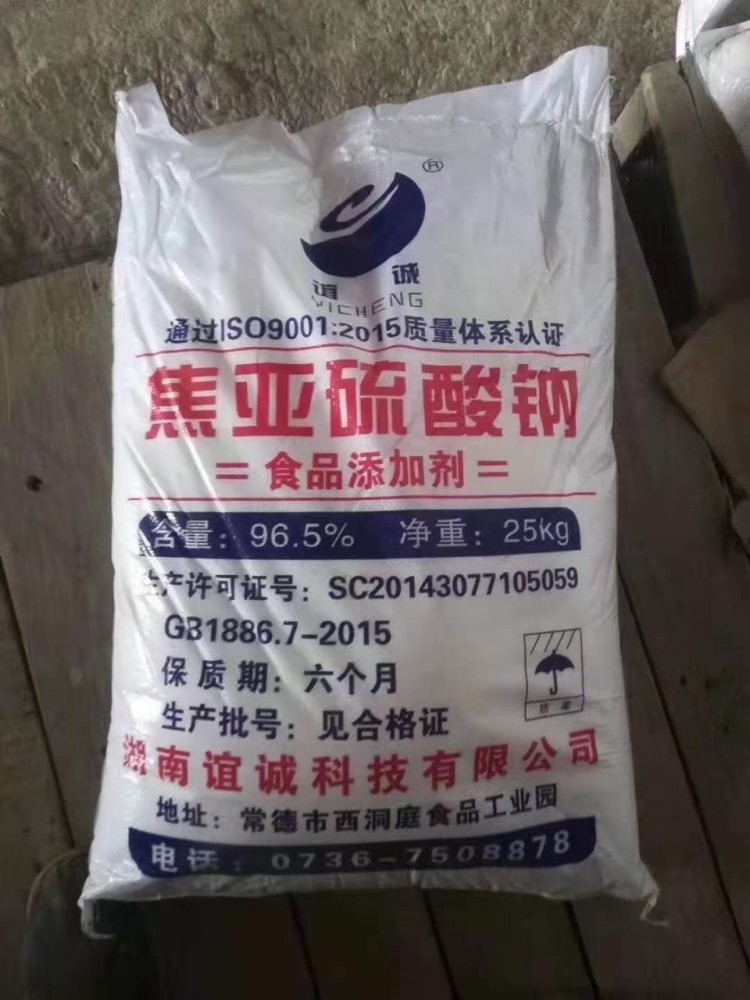 ®
谊 诚
YICHENG
通过ISO9001:2015质量体系认证
焦亚硫酸钠
=食品添加剂=
含量：96.5% 净重：25kg
生产许可证号：SC20143077105059
GB1886.7-2015
保质期：六个月
生产批号：见合格证
防潮
湖南谊诚科技有限公司
地址：常德市西洞庭食品工业园
电话：0736-7508878